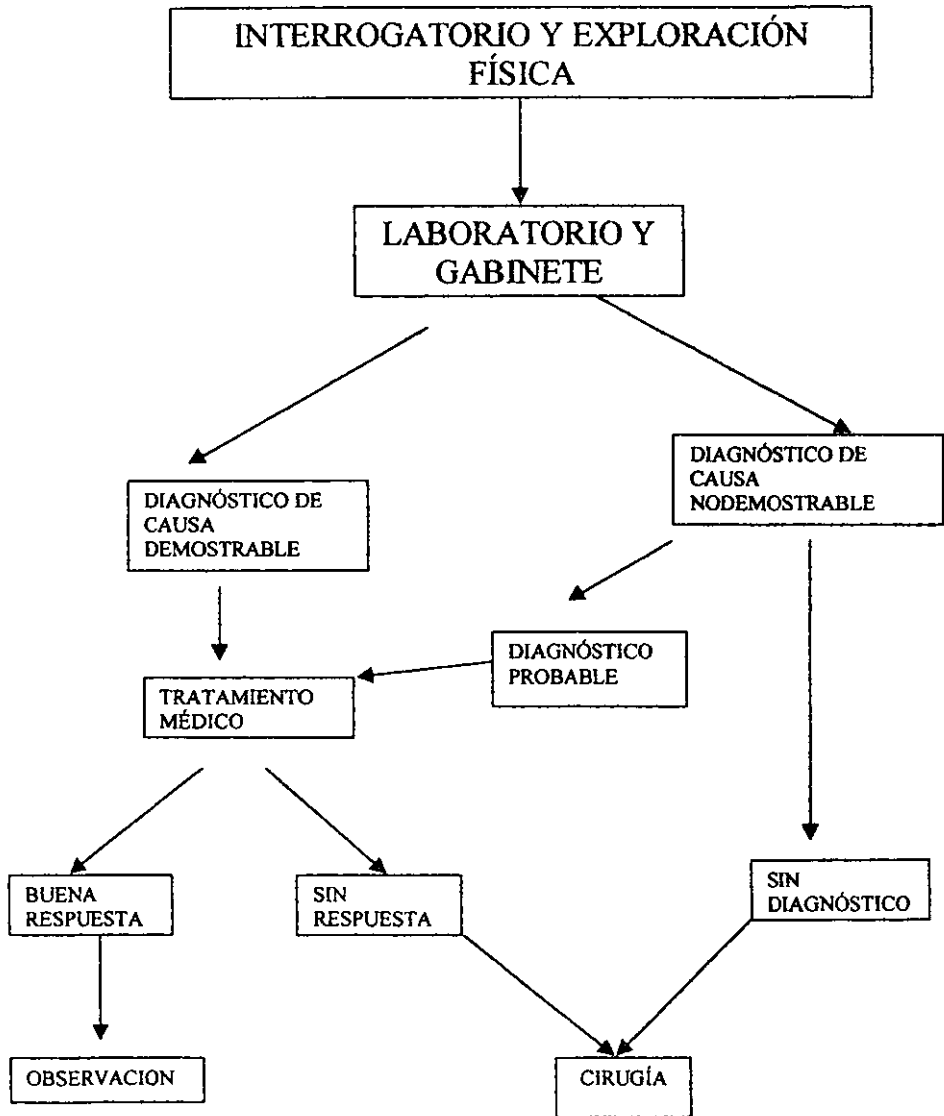 INTERROGATORIO Y EXPLORACIÓN
FÍSICA
LABORATORIO Y
GABINETE
DIAGNÓSTICO DE
CAUSA
DEMOSTRABLE
DIAGNÓSTICO DE
CAUSA
NODEMOSTRABLE
DIAGNÓSTICO
PROBABLE
TRATAMIENTO
MÉDICO
BUENA
RESPUESTA
SIN
RESPUESTA
SIN
DIAGNÓSTICO
OBSERVACION
CIRUGÍA